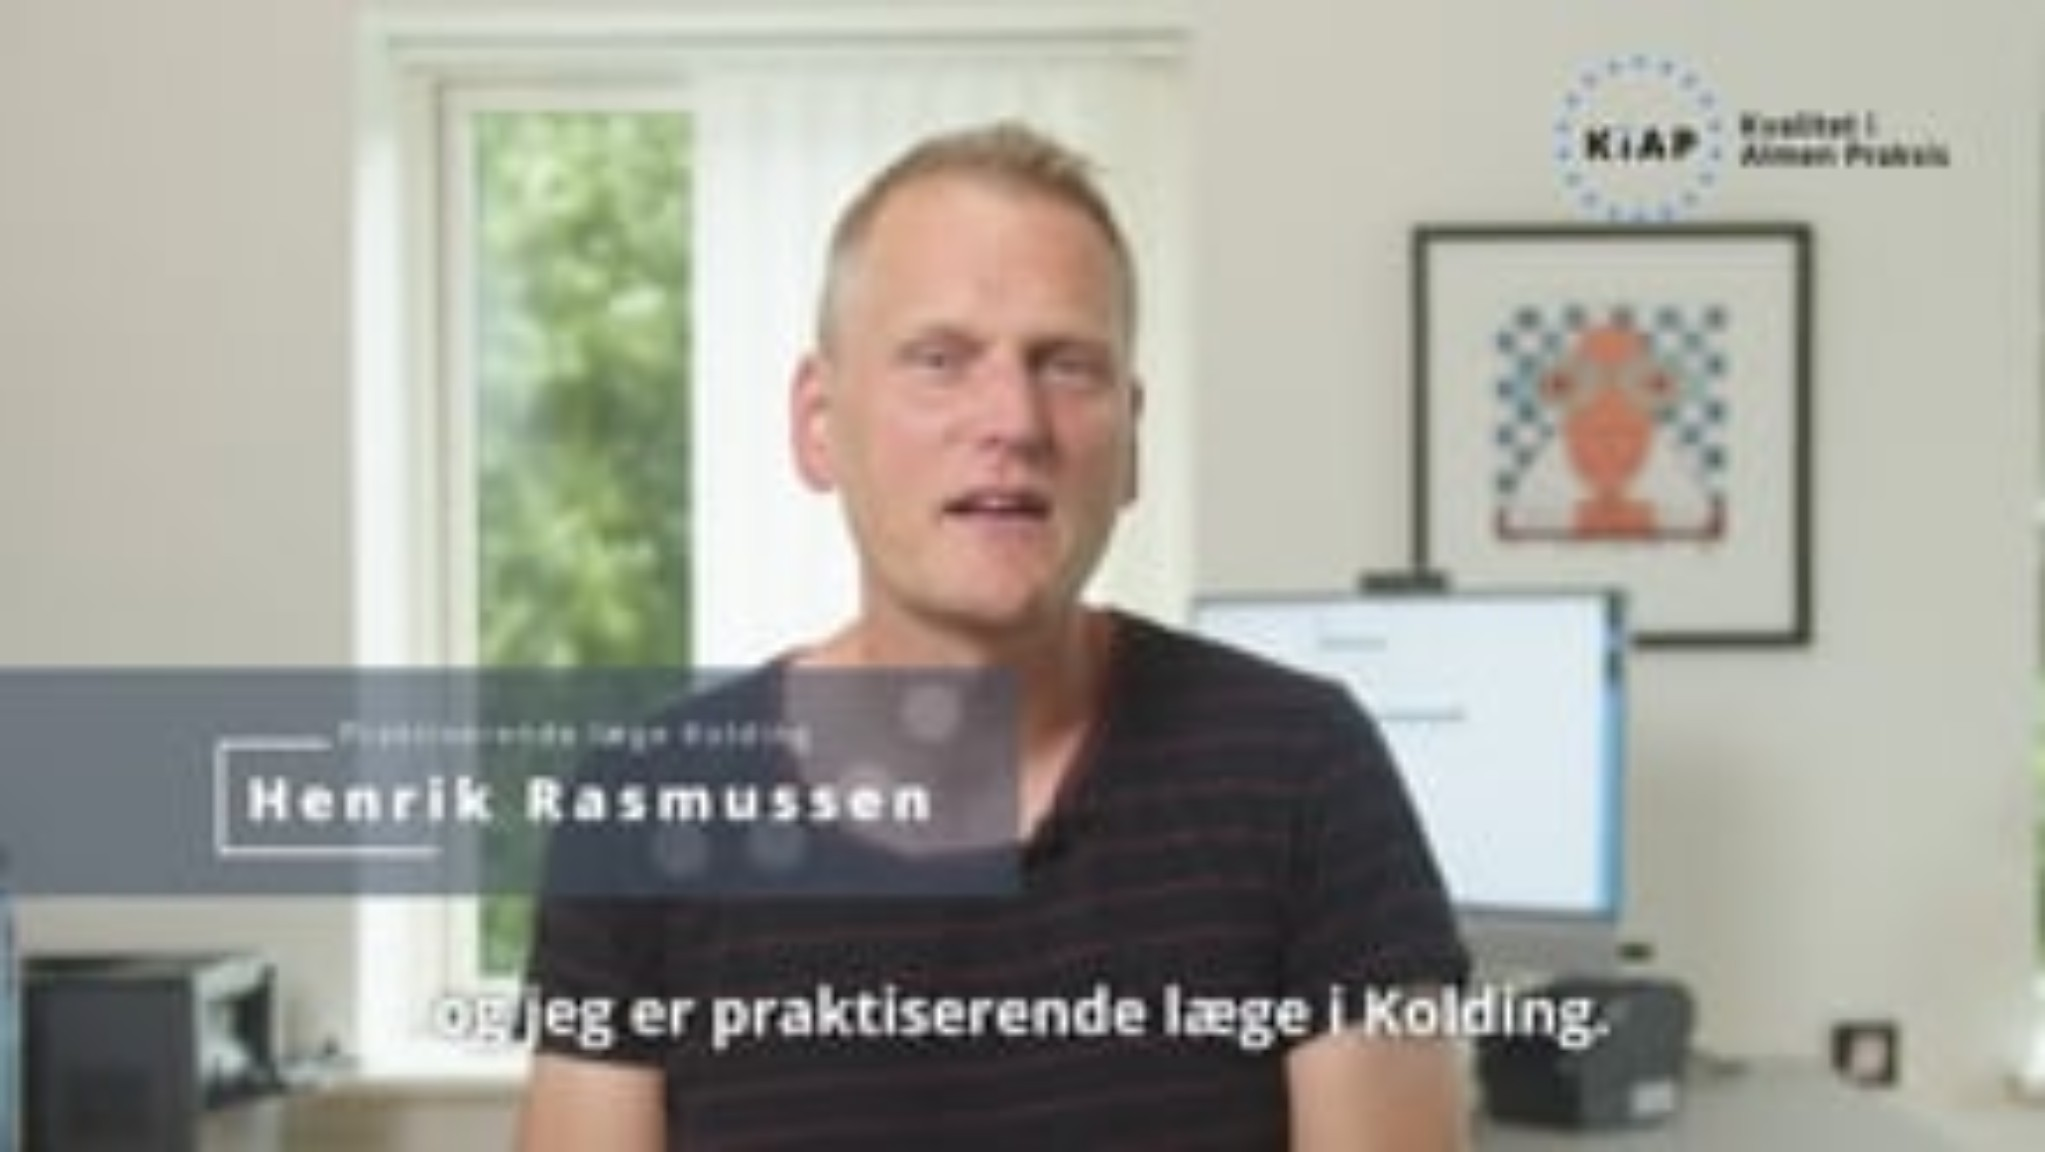 KiAP
Kvalitet i
Almen Praksis
Praktiserende læge Kolding
Henrik Rasmussen
og jeg er praktiserende læge i Kolding.